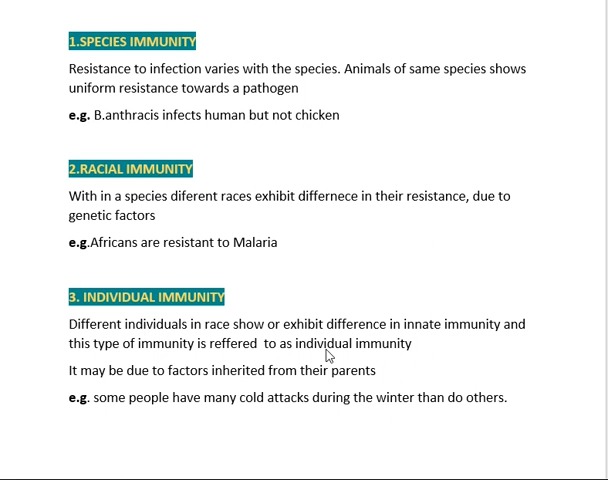 1.SPECIES IMMUNITY
Resistance to infection varies with the species. Animals of same species shows
uniform resistance towards a pathogen
e.g. B.anthracis infects human but not chicken
2.RACIAL IMMUNITY
With in a species diferent races exhibit differnece in their resistance, due to
genetic factors
e.g.Africans are resistant to Malaria
3. INDIVIDUAL IMMUNITY
Different individuals in race show or exhibit difference in innate immunity and
this type of immunity is reffered  to as individual immunity
It may be due to factors inherited from their parents
e.g. some people have many cold attacks during the winter than do others.